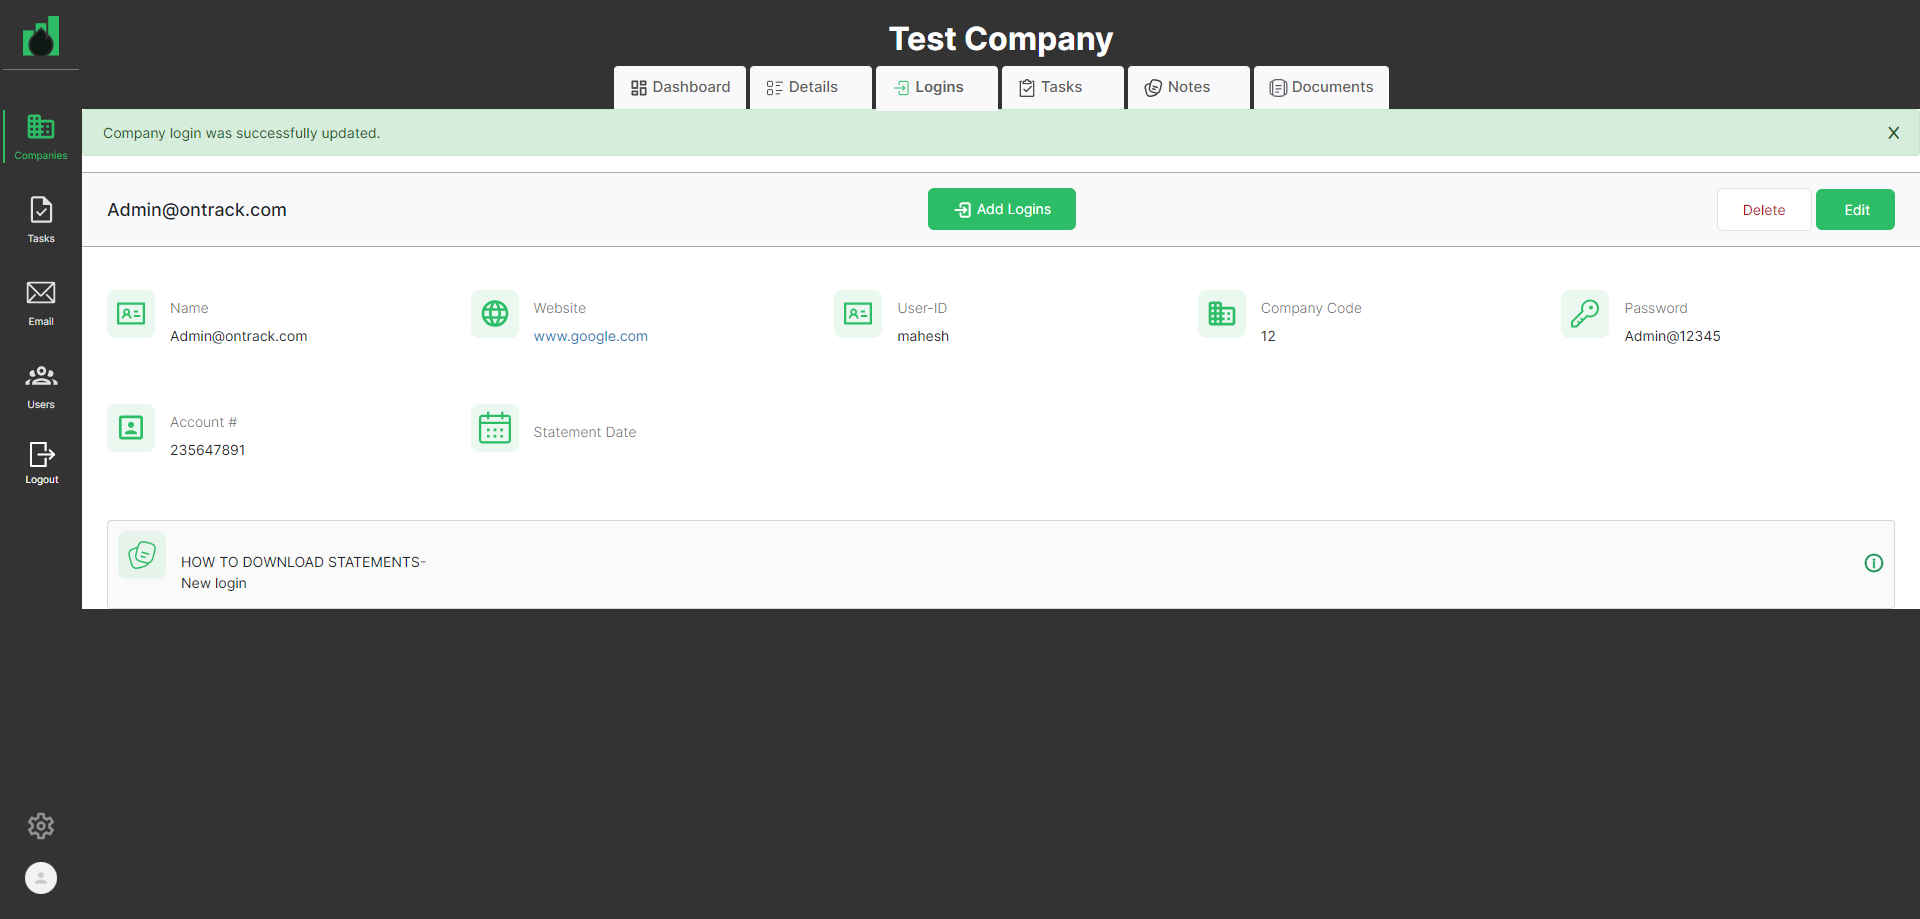 Test Company
Dashboard
Details
Logins
Tasks
Notes
Documents
Companies
Tasks
Email
Users
Logout
Company login was successfully updated.
X
Admin@ontrack.com
Add Logins
Delete
Edit
Name
Admin@ontrack.com
Website
www.google.com
User-ID
mahesh
Company Code
12
Password
Admin@12345
Account #
235647891
Statement Date
HOW TO DOWNLOAD STATEMENTS-
New login